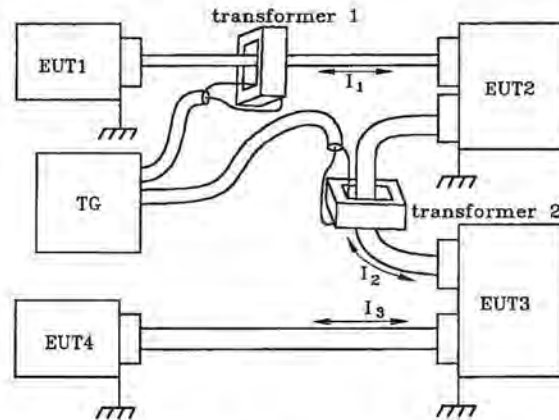 transformer 1
EUT1
I1
EUT2
TG
transformer 2
I2
EUT3
I3
EUT4